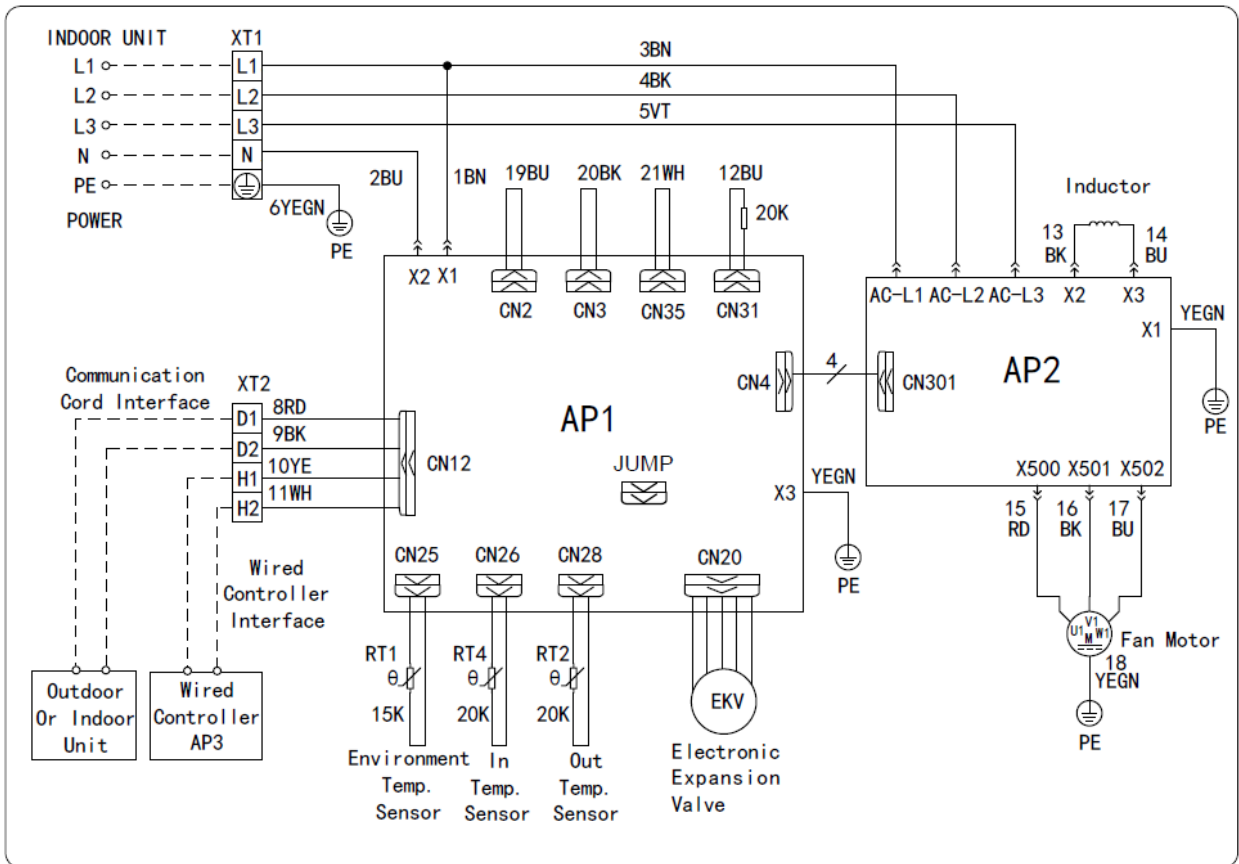 INDOOR UNIT
XT1
L1
L1
3BN
L2
L2
4BK
L3
L3
5VT
N
N
PE
POWER
6YEGN
PE
2BU
1BN
19BU
20BK
21WH
12BU
20K
Inductor
13
BK
14
BU
X2
X1
CN2
CN3
CN35
CN31
AC-L1
AC-L2
AC-L3
X2
X3
YEGN
X1
PE
AP2
CN4
4
CN301
X500
X501
X502
Communication
Cord Interface
XT2
D1
8RD
D2
9BK
H1
10YE
H2
11WH
CN12
AP1
JUMP
X3
YEGN
PE
15
RD
16
BK
17
BU
Wired
Controller
Interface
CN25
CN26
CN28
CN20
U1
V1
W1
M
Fan Motor
18
YEGN
PE
Outdoor
Or Indoor
Unit
Wired
Controller
AP3
RT1
θ
15K
RT4
θ
20K
RT2
θ
20K
EKV
Environment
Temp.
Sensor
In
Temp.
Sensor
Out
Temp.
Sensor
Electronic
Expansion
Valve